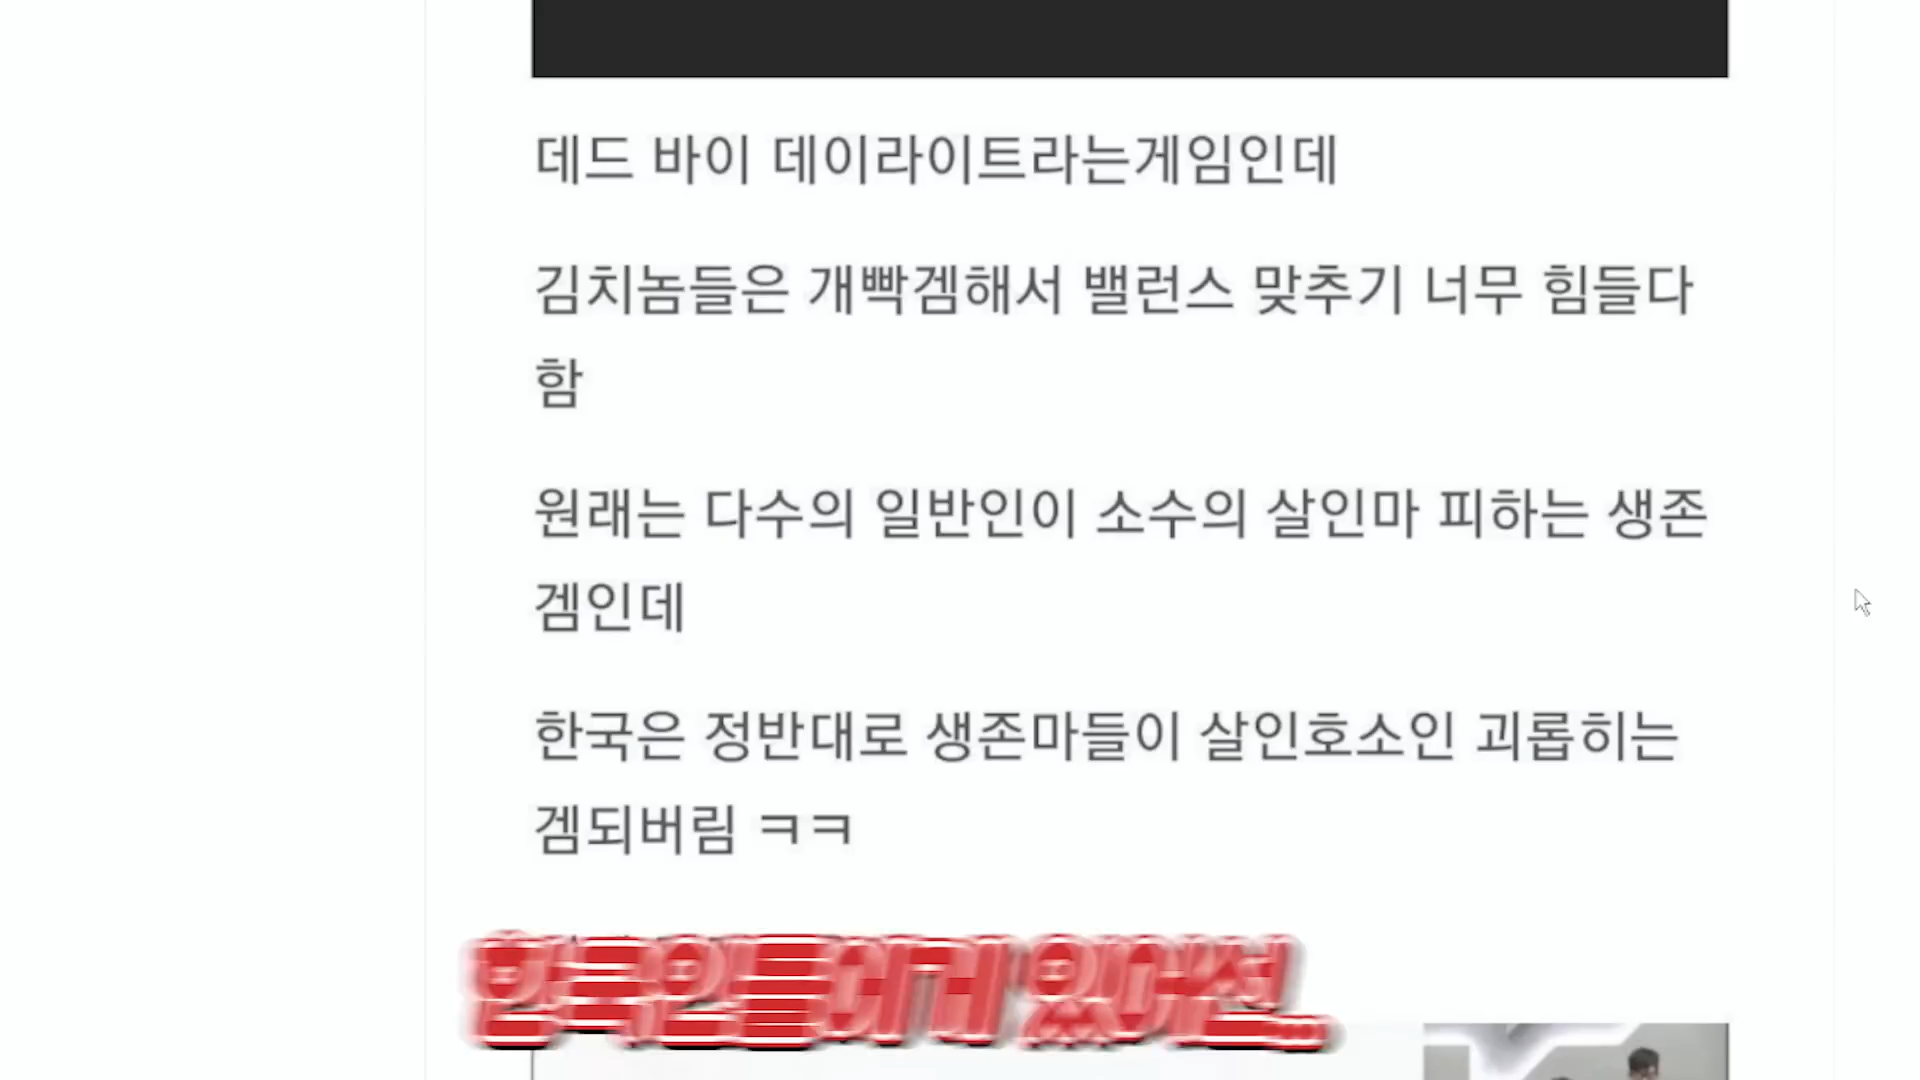 데드 바이 데이라이트라는게임인데
김치놈들은 개빡겜해서 밸런스 맞추기 너무 힘들다
함
원래는 다수의 일반인이 소수의 살인마 피하는 생존
겜인데
한국은 정반대로 생존마들이 살인호소인 괴롭히는
겜되버림 ㅋㅋ
한국인들에게 있어선...